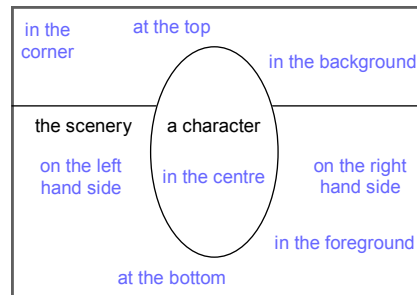 in the
corner
at the top
in the background
the scenery
a character
on the left
hand side
in the centre
on the right
hand side
in the foreground
at the bottom